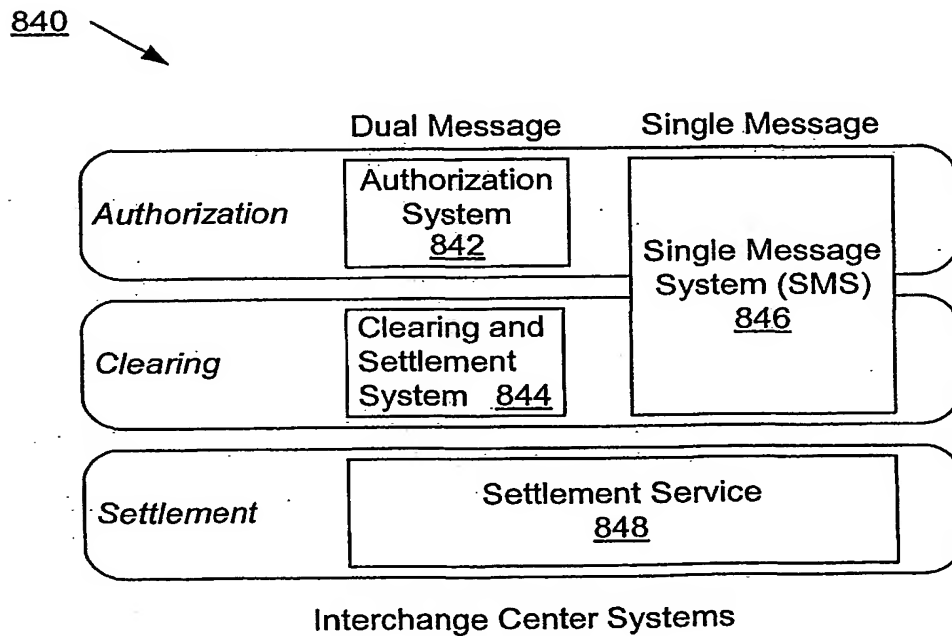 840
Dual Message
Single Message
Authorization
Authorization
System
842
Single Message
System (SMS)
846
Clearing
Clearing and
Settlement
System 844
Settlement
Settlement Service
848
Interchange Center Systems